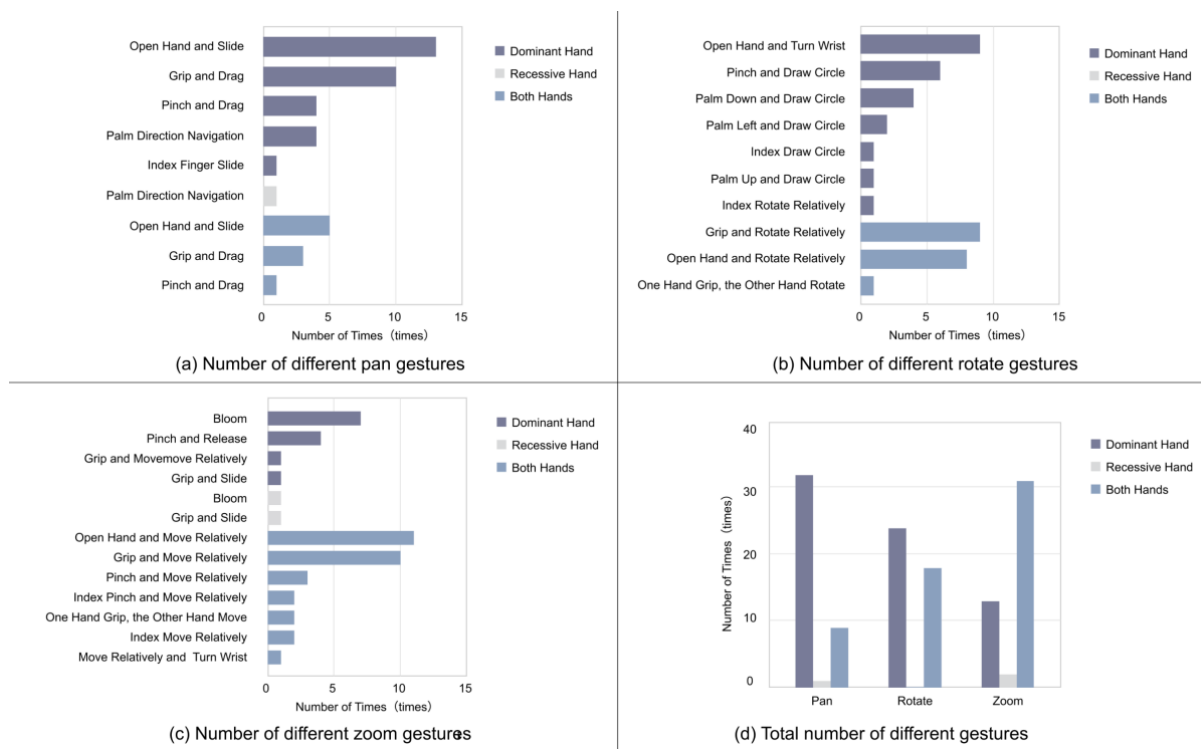 Open Hand and Slide
Grip and Drag
Pinch and Drag
Palm Direction Navigation
Index Finger Slide
Palm Direction Navigation
Open Hand and Slide
Grip and Drag
Pinch and Drag
0 5 10 15
Number of Times (times)
Dominant Hand
Recessive Hand
Both Hands
(a) Number of different pan gestures
Open Hand and Turn Wrist
Pinch and Draw Circle
Palm Down and Draw Circle
Palm Left and Draw Circle
Index Draw Circle
Palm Up and Draw Circle
Index Rotate Relatively
Grip and Rotate Relatively
Open Hand and Rotate Relatively
One Hand Grip, the Other Hand Rotate
0 5 10 15
Number of Times (times)
Dominant Hand
Recessive Hand
Both Hands
(b) Number of different rotate gestures
Bloom
Pinch and Release
Grip and Movemove Relatively
Grip and Slide
Bloom
Grip and Slide
Open Hand and Move Relatively
Grip and Move Relatively
Pinch and Move Relatively
Index Pinch and Move Relatively
One Hand Grip, the Other Hand Move
Index Move Relatively
Move Relatively and Turn Wrist
0 5 10 15
Number of Times (times)
Dominant Hand
Recessive Hand
Both Hands
(c) Number of different zoom gestures
40
30
20
10
0
Number of Times (times)
Pan Rotate Zoom
Dominant Hand
Recessive Hand
Both Hands
(d) Total number of different gestures